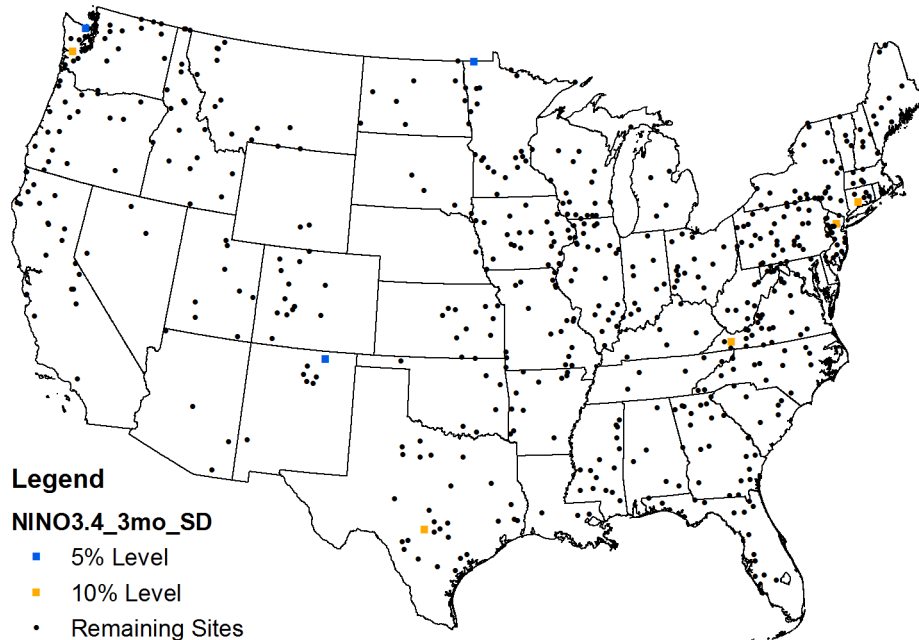 Legend
NINO3.4_3mo_SD
5% Level
10% Level
Remaining Sites